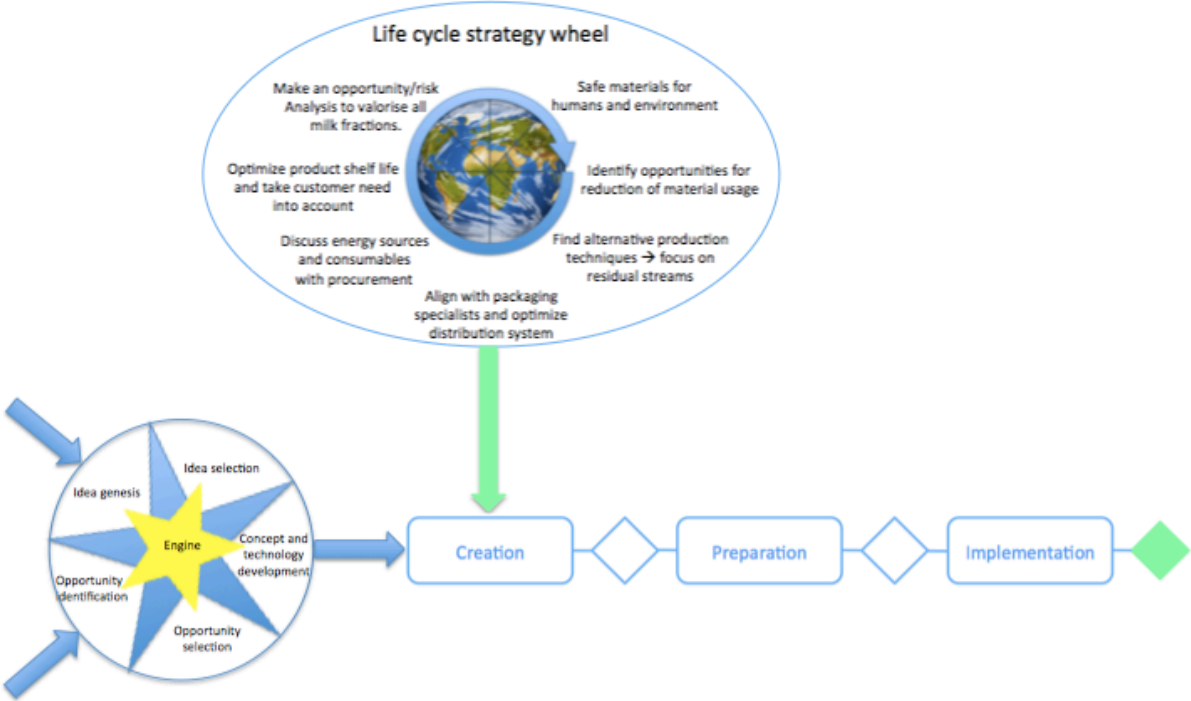 Life cycle strategy wheel
Make an opportunity/risk
Analysis to valorise all
milk fractions.
Safe materials for
humans and environment
Optimize product shelf life
and take customer need
into account
Identify opportunities for
reduction of material usage
Discuss energy sources
and consumables
with procurement
Find alternative production
techniques → focus on
residual streams
Align with packaging
specialists and optimize
distribution system
Idea selection
Idea genesis
Engine
Concept and
technology
development
Opportunity
dentification
Opportunity
selection
Creation
Preparation
Implementation